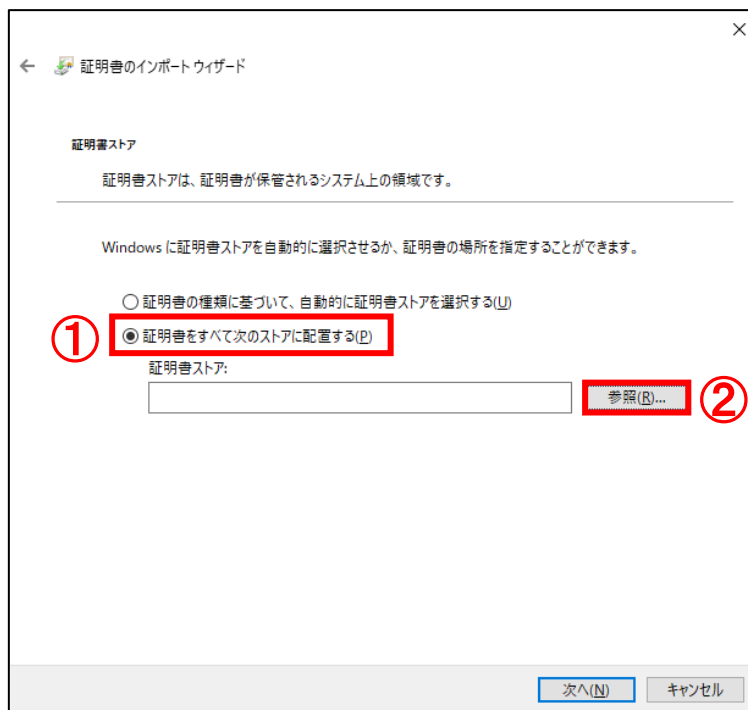 証明書のインポート ウィザード
証明書ストア
証明書ストアは、証明書が保管されるシステム上の領域です。
Windows に証明書ストアを自動的に選択させるか、証明書の場所を指定することができます。
証明書の種類に基づいて、自動的に証明書ストアを選択する(U)
① 証明書をすべて次のストアに配置する(P)
証明書ストア:
参照(R)... ②
次へ(N) キャンセル